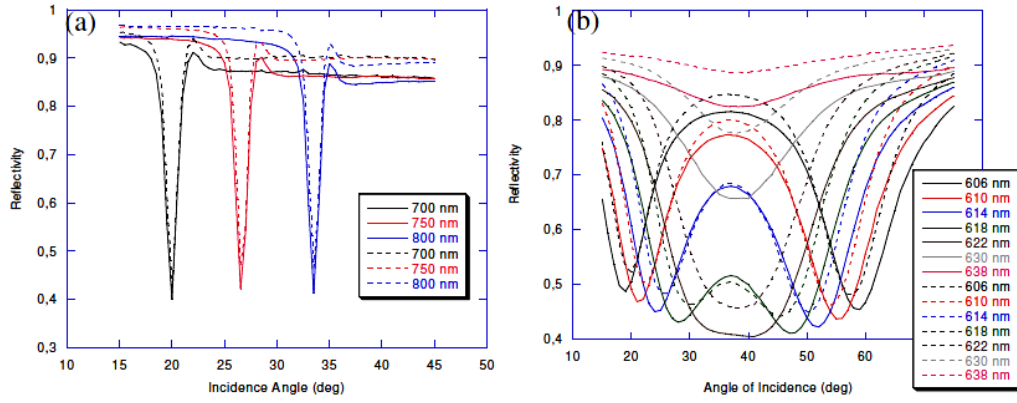 (a)
Reflectivity
1
0,9
0,8
0,7
0,6
0,5
0,4
0,3
10 15 20 25 30 35 40 45 50
Incidence Angle (deg)
700 nm
750 nm
800 nm
700 nm
750 nm
800 nm
(b)
Reflectivity
1
0.9
0.8
0.7
0.6
0.5
0.4
10 20 30 40 50 60
Angle of Incidence (deg)
606 nm
610 nm
614 nm
618 nm
622 nm
630 nm
638 nm
606 nm
610 nm
614 nm
618 nm
622 nm
630 nm
638 nm